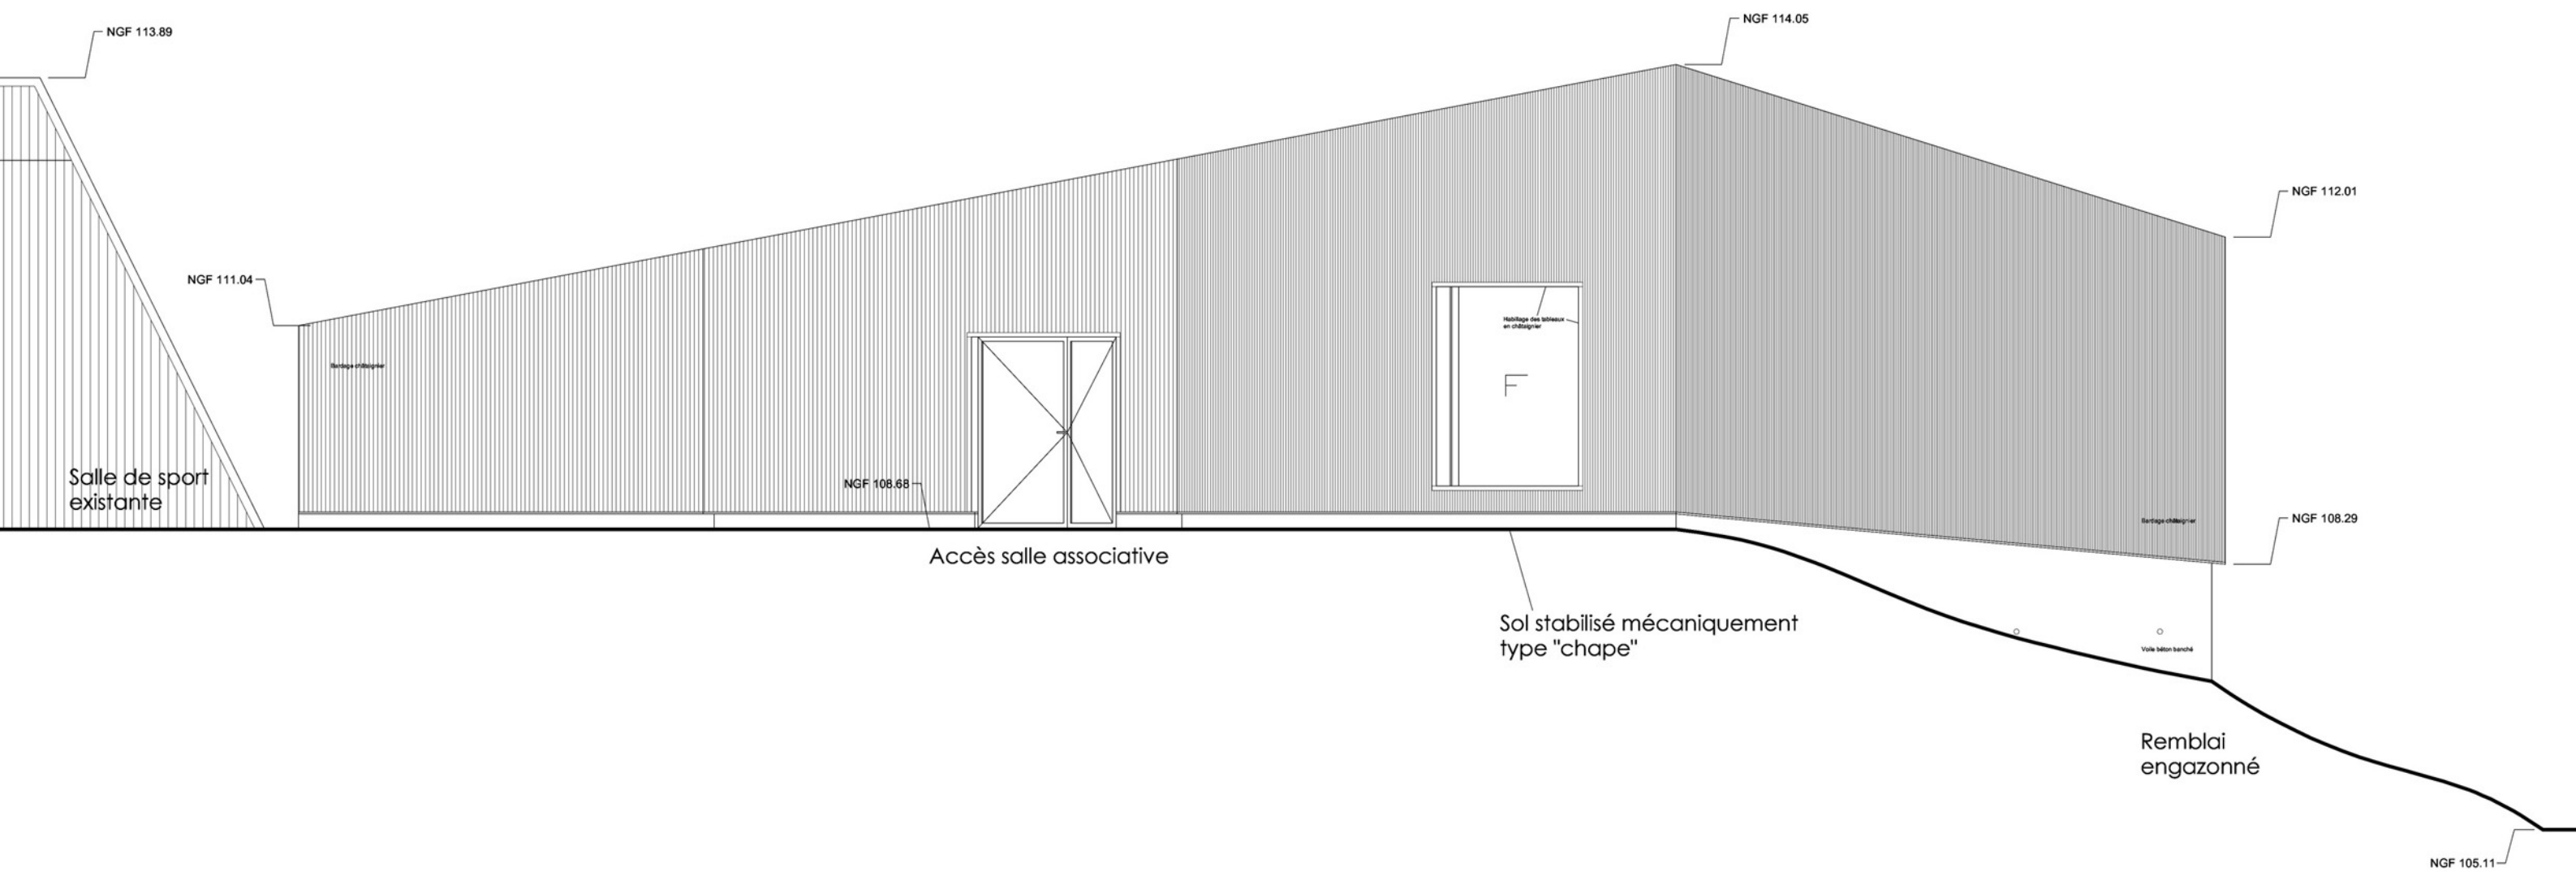 NGF 113.89
NGF 114.05
NGF 112.01
NGF 111.04
Habillage des tableaux
en châtaignier
Bardage châtaignier
F
Salle de sport
existante
NGF 108.68
NGF 108.29
Bardage châtaignier
Accès salle associative
Sol stabilisé mécaniquement
type "chape"
Voile béton banché
Remblai
engazonné
NGF 105.11